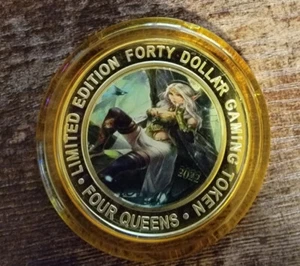 LIMITED EDITION FORTY DOLLAR GAMING TOKEN
• FOUR QUEENS •
2022